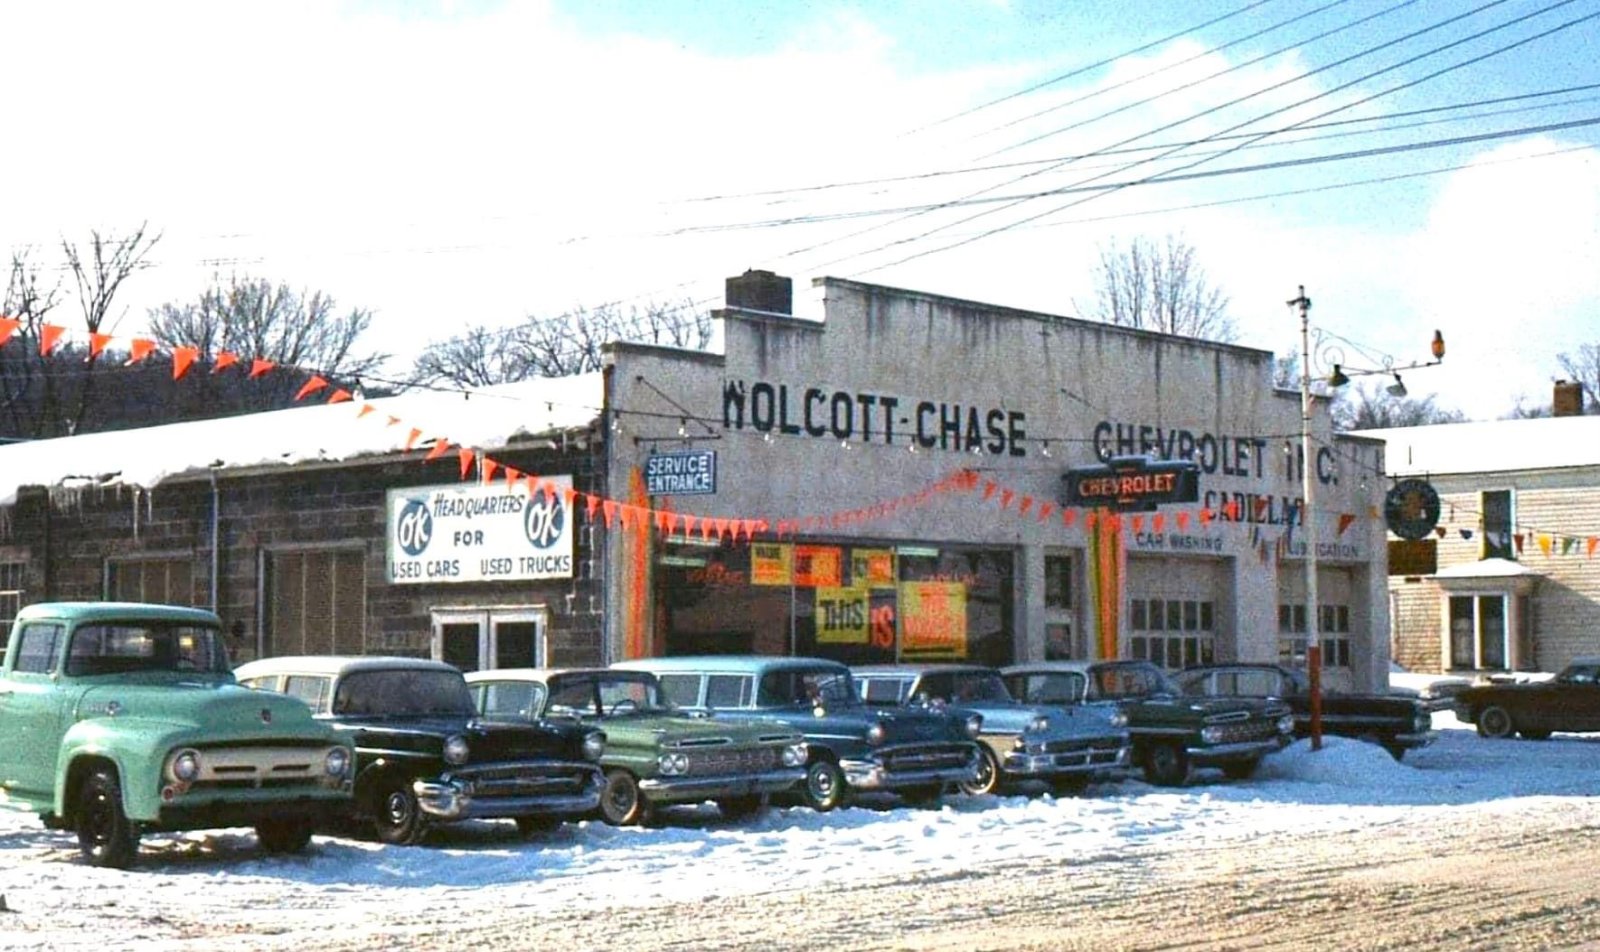 WOLCOTT-CHASE
CHEVROLET INC.
CADILLAC
SERVICE
ENTRANCE
CHEVROLET
HEADQUARTERS
OK
OK
FOR
USED CARS USED TRUCKS
CAR WASHING
LUBRICATION
THIS
IS